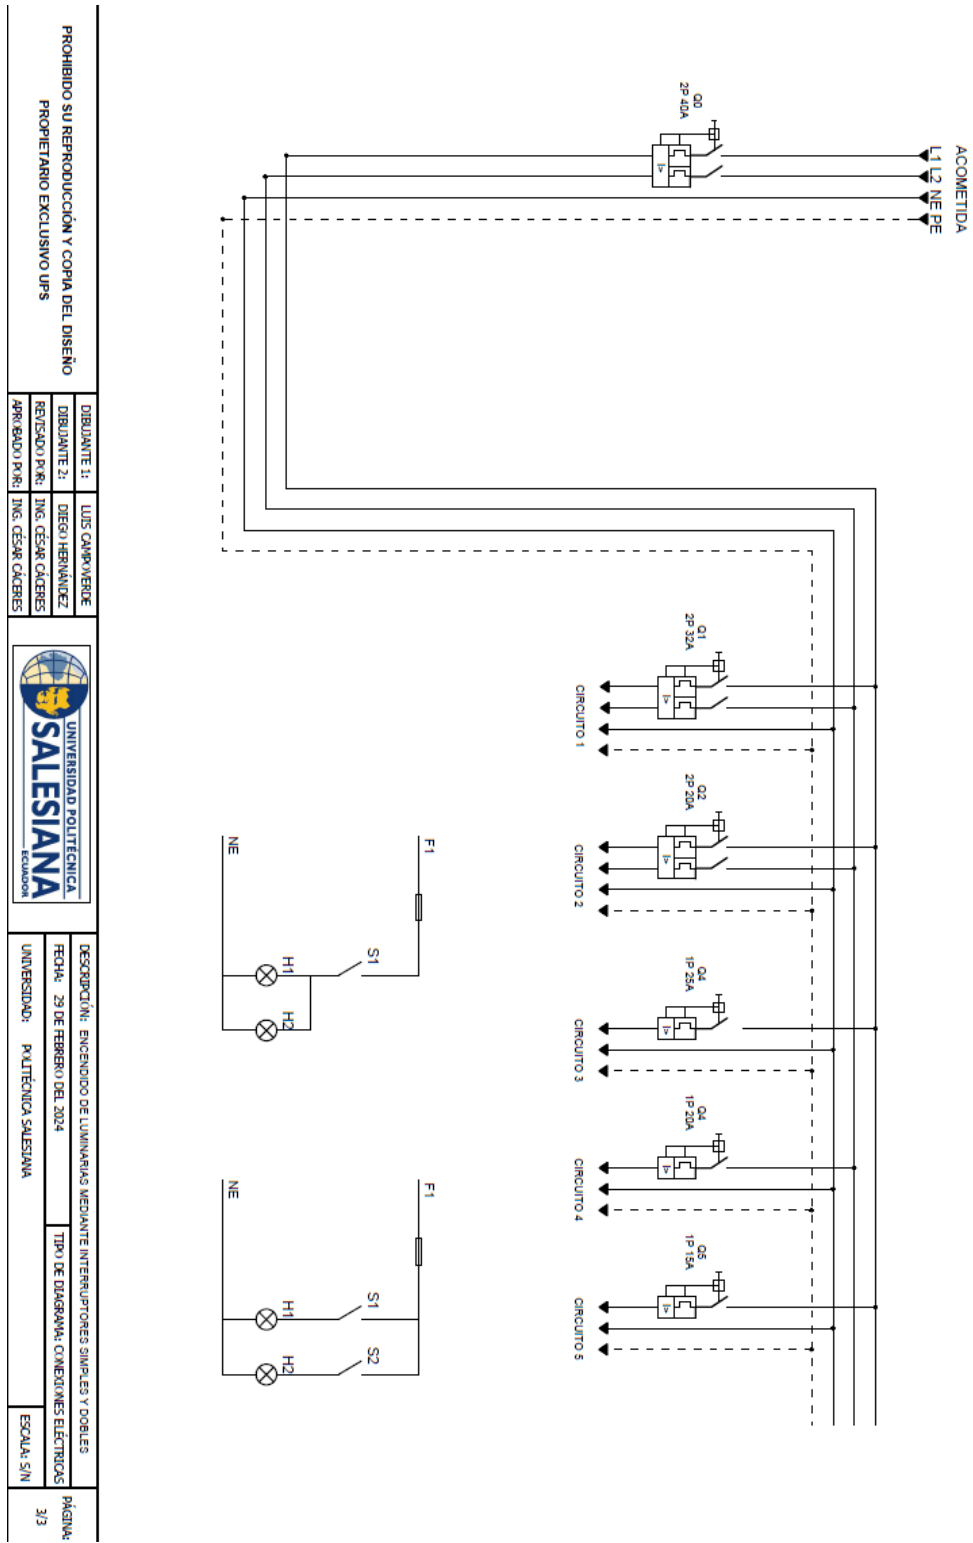 ACOMETIDA
L1 L2 NE PE
Q0
2P 40A
I>
Q1
2P 32A
I>
CIRCUITO 1
Q2
2P 20A
I>
CIRCUITO 2
Q4
1P 25A
I>
CIRCUITO 3
Q4
1P 20A
I>
CIRCUITO 4
Q5
1P 15A
I>
CIRCUITO 5
F1
S1
H1
H2
NE
F1
S1
S2
H1
H2
NE
PROHIBIDO SU REPRODUCCIÓN Y COPIA DEL DISEÑO
PROPIETARIO EXCLUSIVO UPS
DIBUJANTE 1: LUIS CAMPOVERDE
DIBUJANTE 2: DIEGO HERNÁNDEZ
REVISADO POR: ING. CÉSAR CÁCERES
APROBADO POR: ING. CÉSAR CÁCERES
UNIVERSIDAD POLITÉCNICA
SALESIANA
ECUADOR
DESCRIPCIÓN: ENCENDIDO DE LUMINARIAS MEDIANTE INTERRUPTORES SIMPLES Y DOBLES
FECHA: 29 DE FEBRERO DEL 2024
TIPO DE DIAGRAMA: CONEXIONES ELÉCTRICAS
UNIVERSIDAD: POLITÉCNICA SALESIANA
ESCALA: S/N
PÁGINA:
3/3